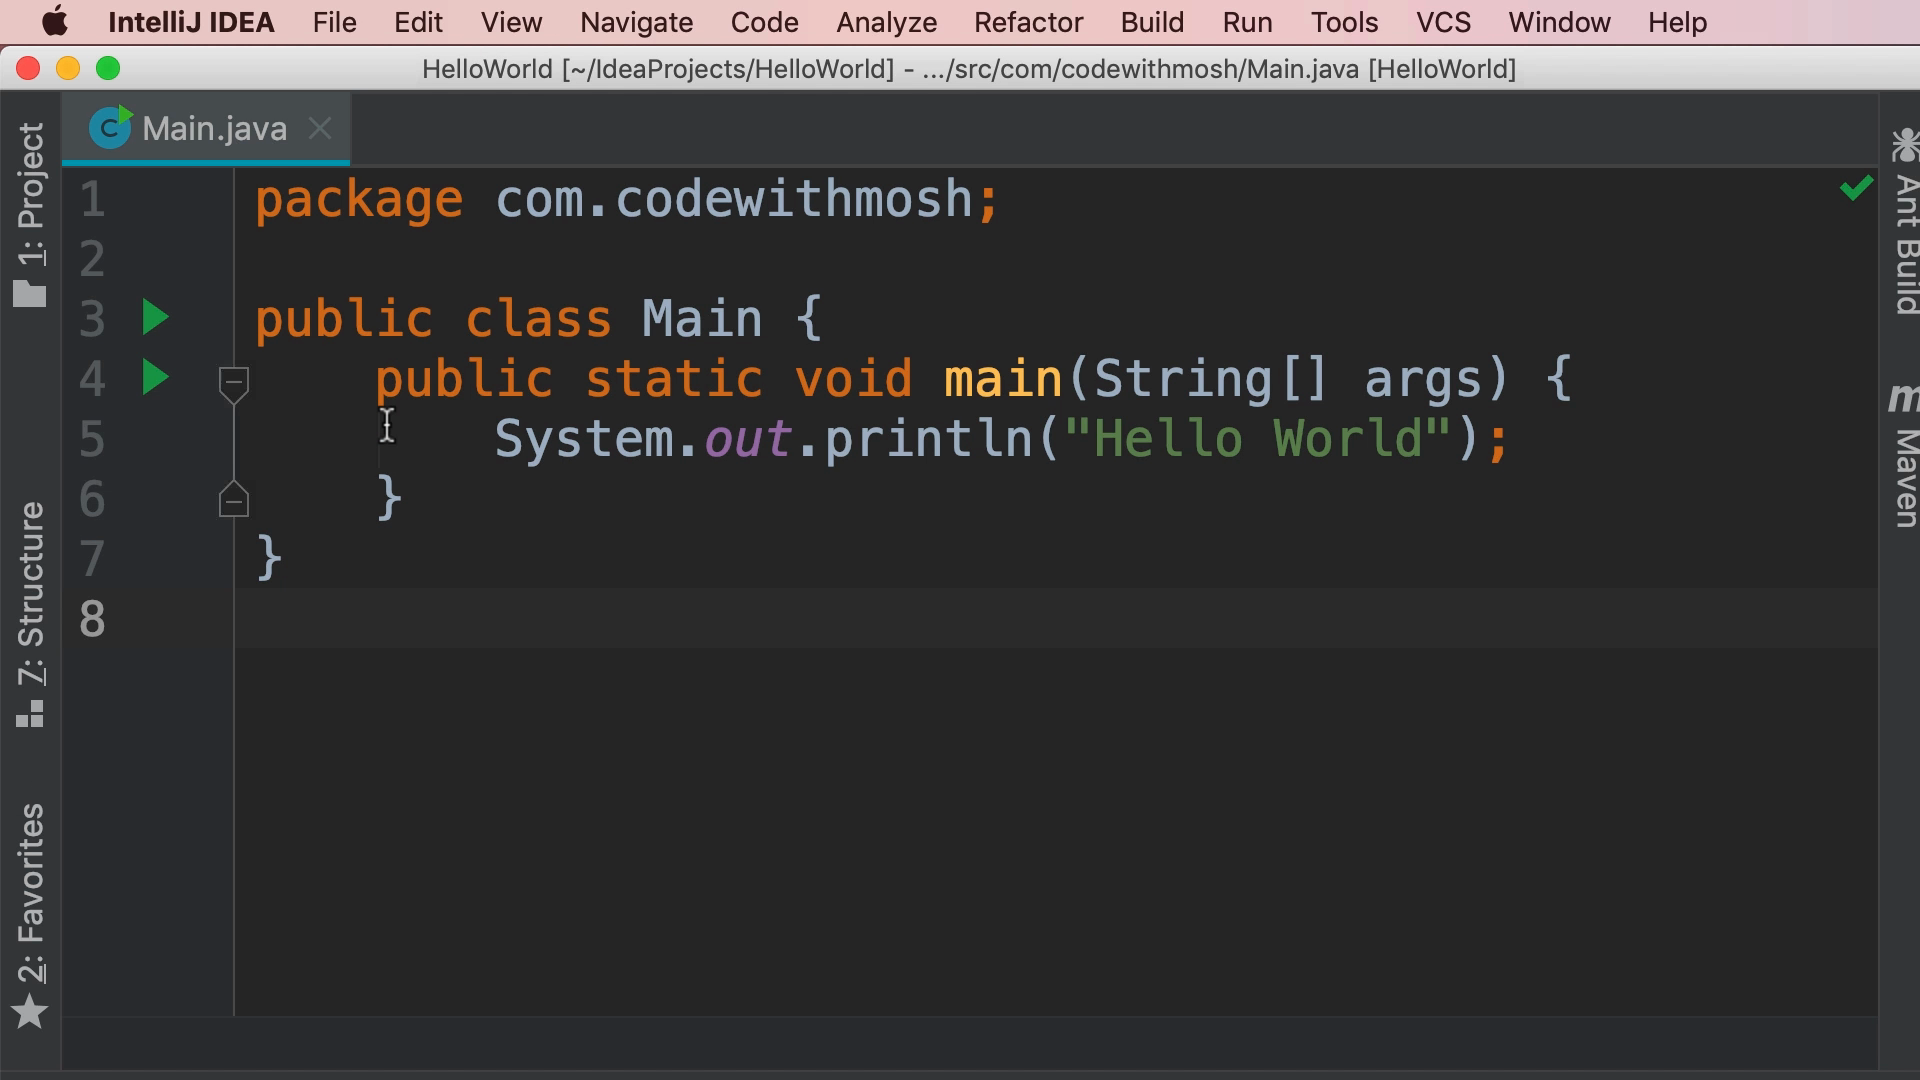 IntelliJ IDEA File Edit View Navigate Code Analyze Refactor Build Run Tools VCS Window Help
HelloWorld [~/IdeaProjects/HelloWorld] - .../src/com/codewithmosh/Main.java [HelloWorld]
Main.java
1: Project
7: Structure
2: Favorites
1 package com.codewithmosh;
2
3 public class Main {
4 public static void main(String[] args) {
5 System.out.println("Hello World");
6 }
7 }
8
Ant Build
m Maven